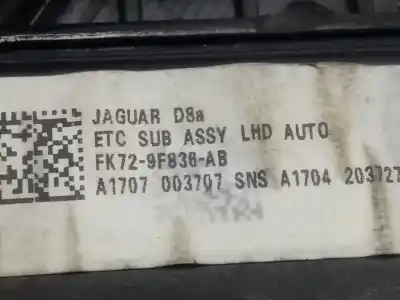 JAGUAR D8a
ETC SUB ASSY LHD AUTO
FK72-9F836-AB
A1707 003707 SNS A1704 203727